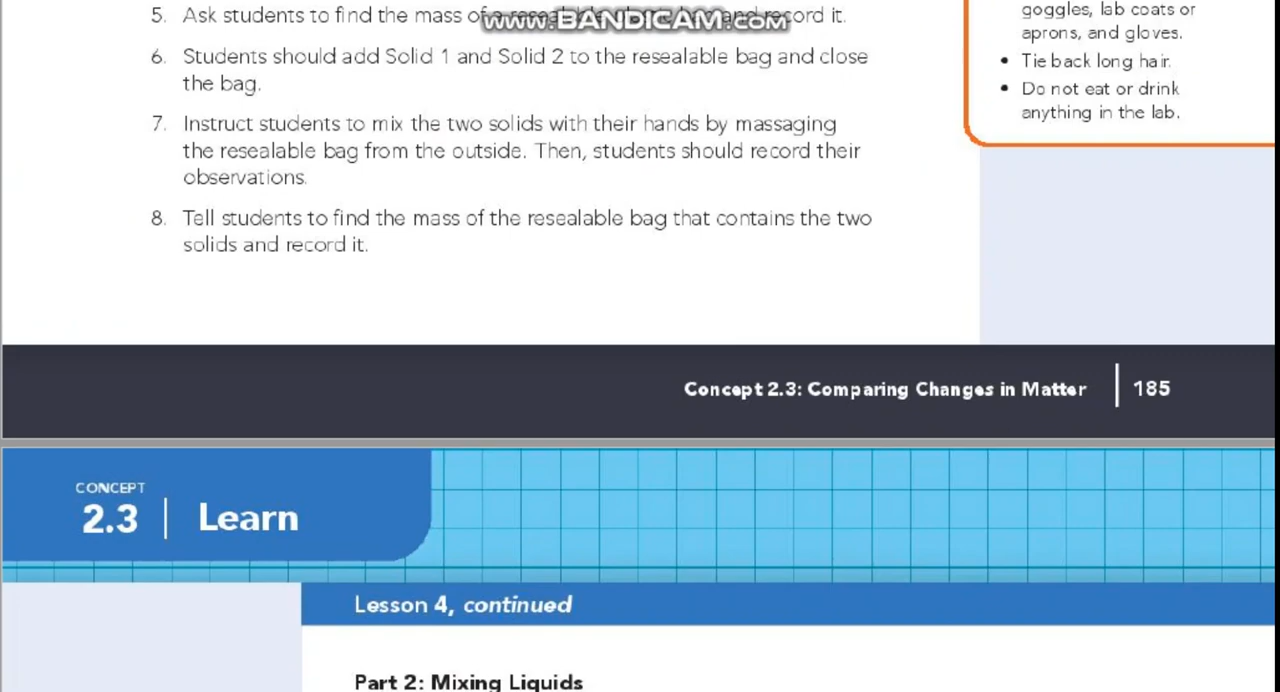 5. Ask students to find the mass of a resealable and record it.
www.BANDICAM.com
6. Students should add Solid 1 and Solid 2 to the resealable bag and close
the bag.
7. Instruct students to mix the two solids with their hands by massaging
the resealable bag from the outside. Then, students should record their
observations.
8. Tell students to find the mass of the resealable bag that contains the two
solids and record it.
goggles, lab coats or
aprons, and gloves.
• Tie back long hair.
• Do not eat or drink
anything in the lab.
Concept 2.3: Comparing Changes in Matter 185
CONCEPT
2.3 Learn
Lesson 4, continued
Part 2: Mixing Liquids